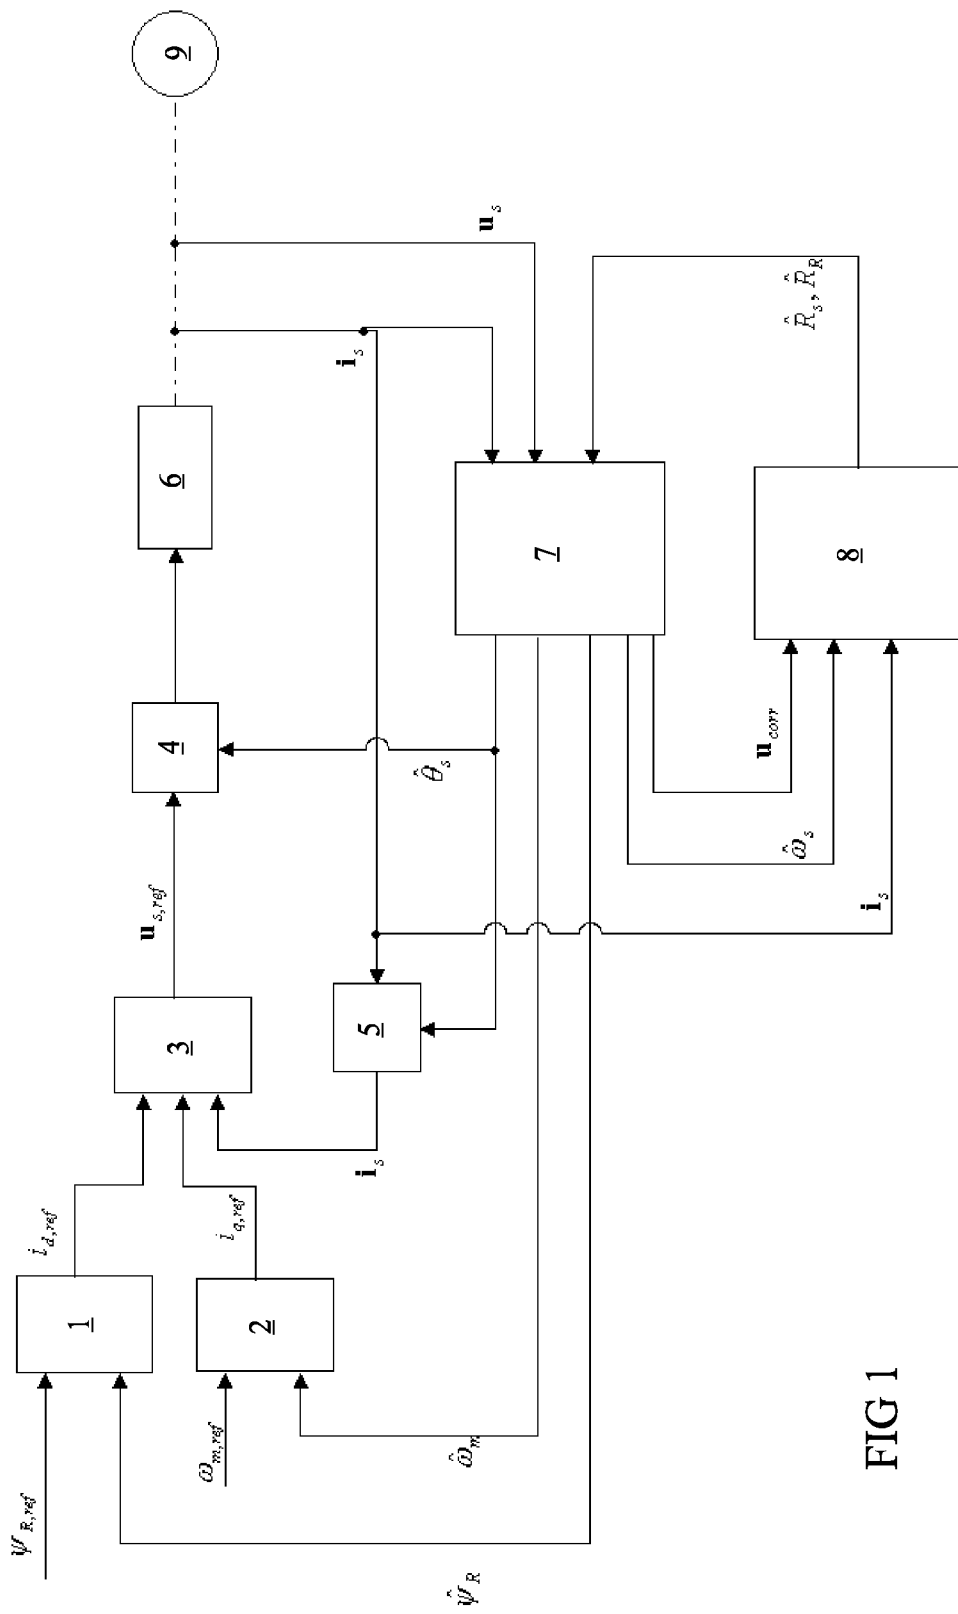 ψ_R,ref
ψ̂_R
1
i_d,ref
ω_m,ref
ω̂_m
2
i_q,ref
3
i_s
u_s,ref
5
4
θ̂_s
6
i_s
u_s
9
7
u_corr
ω̂_s
i_s
8
R̂_s, R̂_R
FIG 1